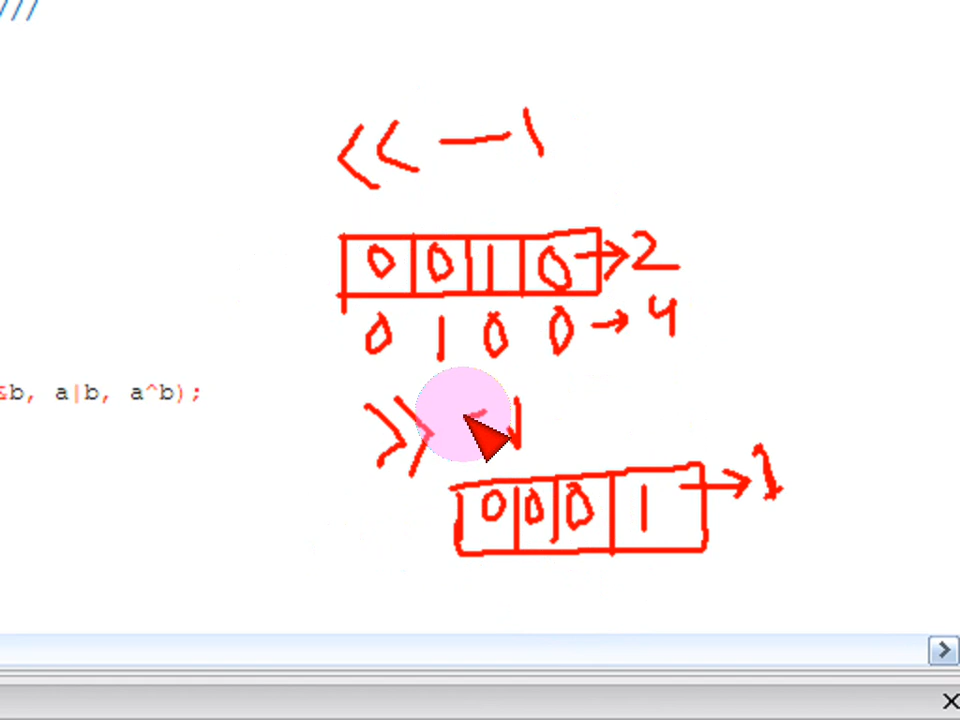 ///
<< — 1
0 0 1 0 → 2
0 1 0 0 → 4
&b, a|b, a^b);
>> - 1
0 0 0 1 → 1